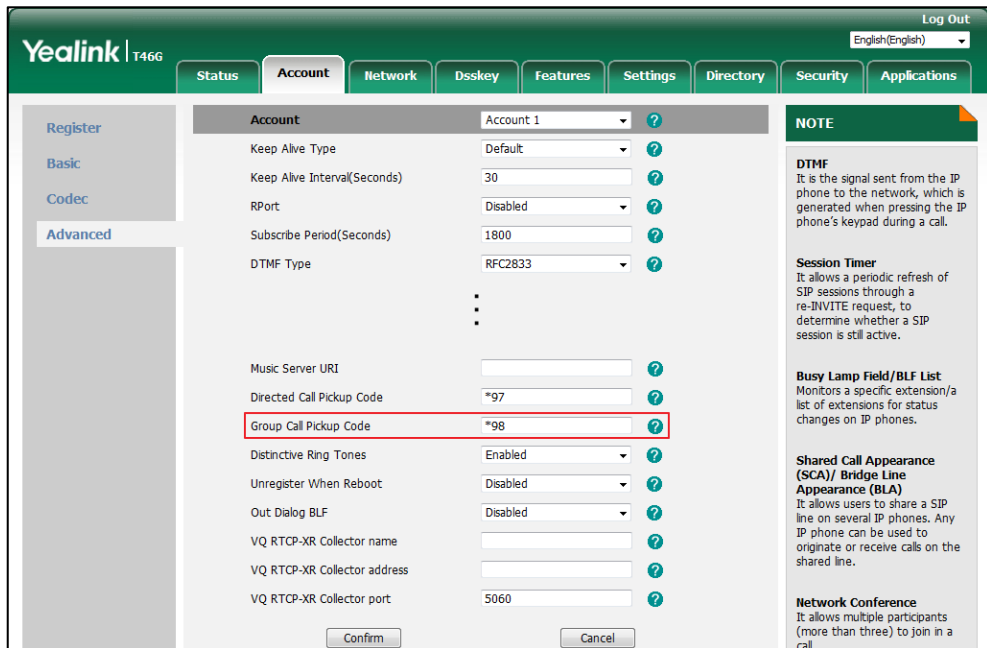 Log Out
Yealink T46G
English(English)
Status Account Network Dsskey Features Settings Directory Security Applications
Register
Basic
Codec
Advanced
Account Account 1 ?
Keep Alive Type Default ?
Keep Alive Interval(Seconds) 30 ?
RPort Disabled ?
Subscribe Period(Seconds) 1800 ?
DTMF Type RFC2833 ?
Music Server URI ?
Directed Call Pickup Code *97 ?
Group Call Pickup Code *98 ?
Distinctive Ring Tones Enabled ?
Unregister When Reboot Disabled ?
Out Dialog BLF Disabled ?
VQ RTCP-XR Collector name ?
VQ RTCP-XR Collector address ?
VQ RTCP-XR Collector port 5060 ?
Confirm Cancel
NOTE
DTMF
It is the signal sent from the IP
phone to the network, which is
generated when pressing the IP
phone's keypad during a call.
Session Timer
It allows a periodic refresh of
SIP sessions through a
re-INVITE request, to
determine whether a SIP
session is still active.
Busy Lamp Field/BLF List
Monitors a specific extension/a
list of extensions for status
changes on IP phones.
Shared Call Appearance
(SCA)/ Bridge Line
Appearance (BLA)
It allows users to share a SIP
line on several IP phones. Any
IP phone can be used to
originate or receive calls on the
shared line.
Network Conference
It allows multiple participants
(more than three) to join in a
call